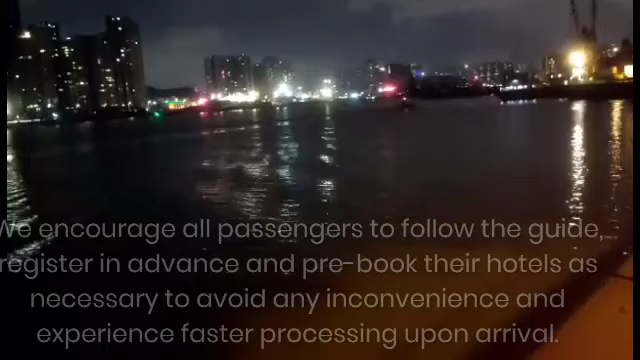 We encourage all passengers to follow the guide,
register in advance and pre-book their hotels as
necessary to avoid any inconvenience and
experience faster processing upon arrival.